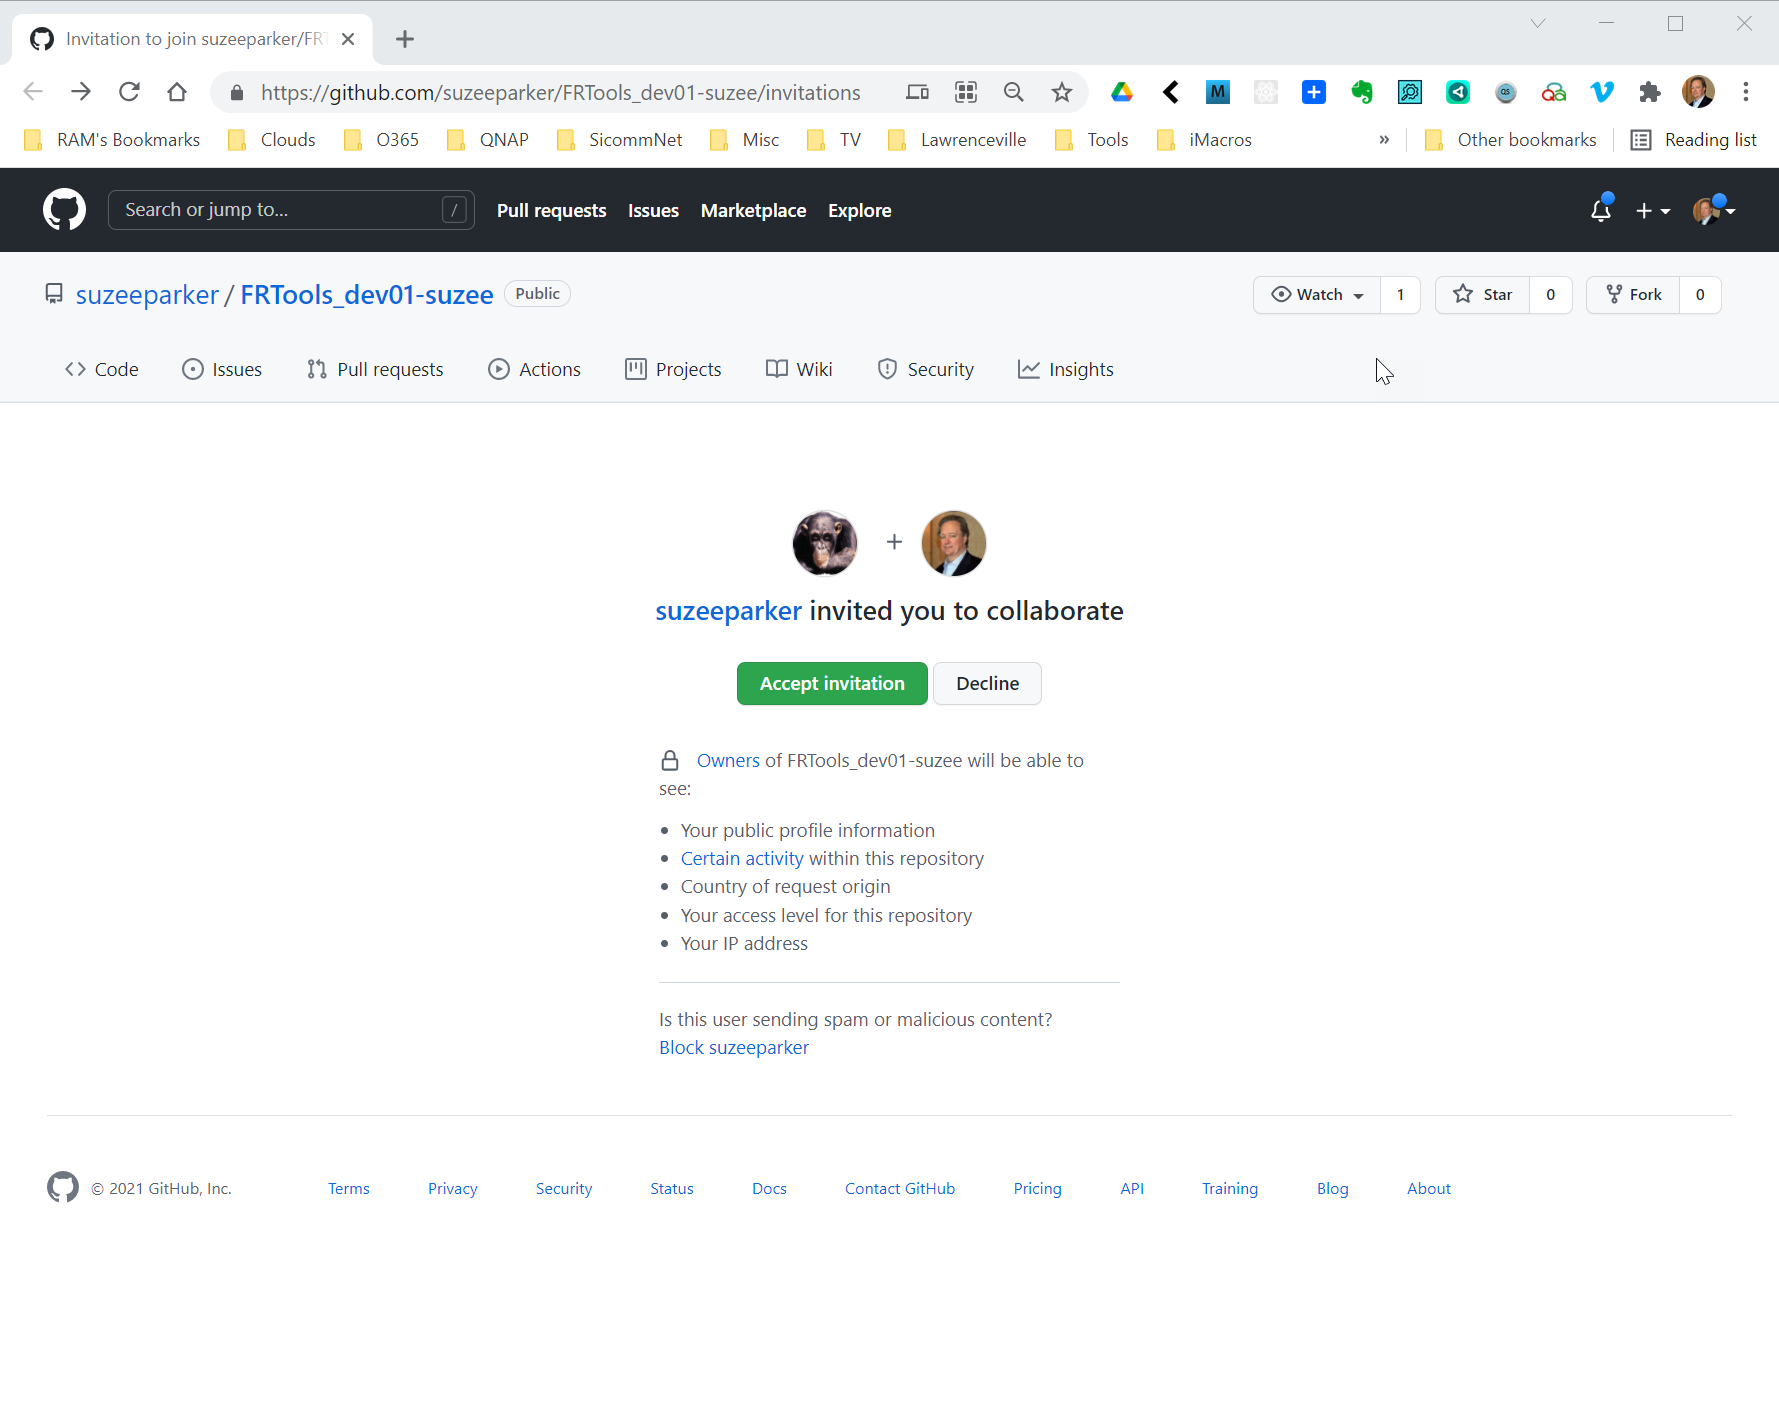 Invitation to join suzeeparker/FRT
https://github.com/suzeeparker/FRTools_dev01-suzee/invitations
RAM's Bookmarks Clouds O365 QNAP SicommNet Misc TV Lawrenceville Tools iMacros » Other bookmarks Reading list
Search or jump to... / Pull requests Issues Marketplace Explore
suzeeparker / FRTools_dev01-suzee Public Watch 1 Star 0 Fork 0
Code Issues Pull requests Actions Projects Wiki Security Insights
suzeeparker invited you to collaborate
Accept invitation Decline
Owners of FRTools_dev01-suzee will be able to
see:
• Your public profile information
• Certain activity within this repository
• Country of request origin
• Your access level for this repository
• Your IP address
Is this user sending spam or malicious content?
Block suzeeparker
© 2021 GitHub, Inc. Terms Privacy Security Status Docs Contact GitHub Pricing API Training Blog About